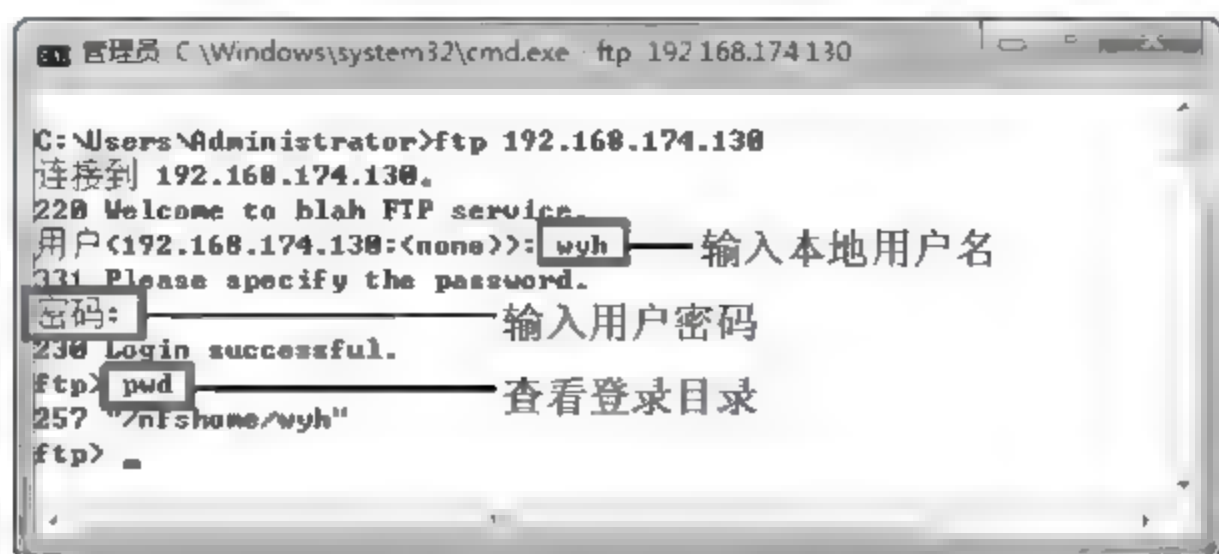 管理员 C:\Windows\system32\cmd.exe - ftp 192.168.174.130
C:\Users\Administrator>ftp 192.168.174.130
连接到 192.168.174.130。
220 Welcome to blah FTP service.
用户(192.168.174.130:(none)): wyh 输入本地用户名
331 Please specify the password.
密码: 输入用户密码
230 Login successful.
ftp> pwd 查看登录目录
257 "/nfshome/wyh"
ftp> _